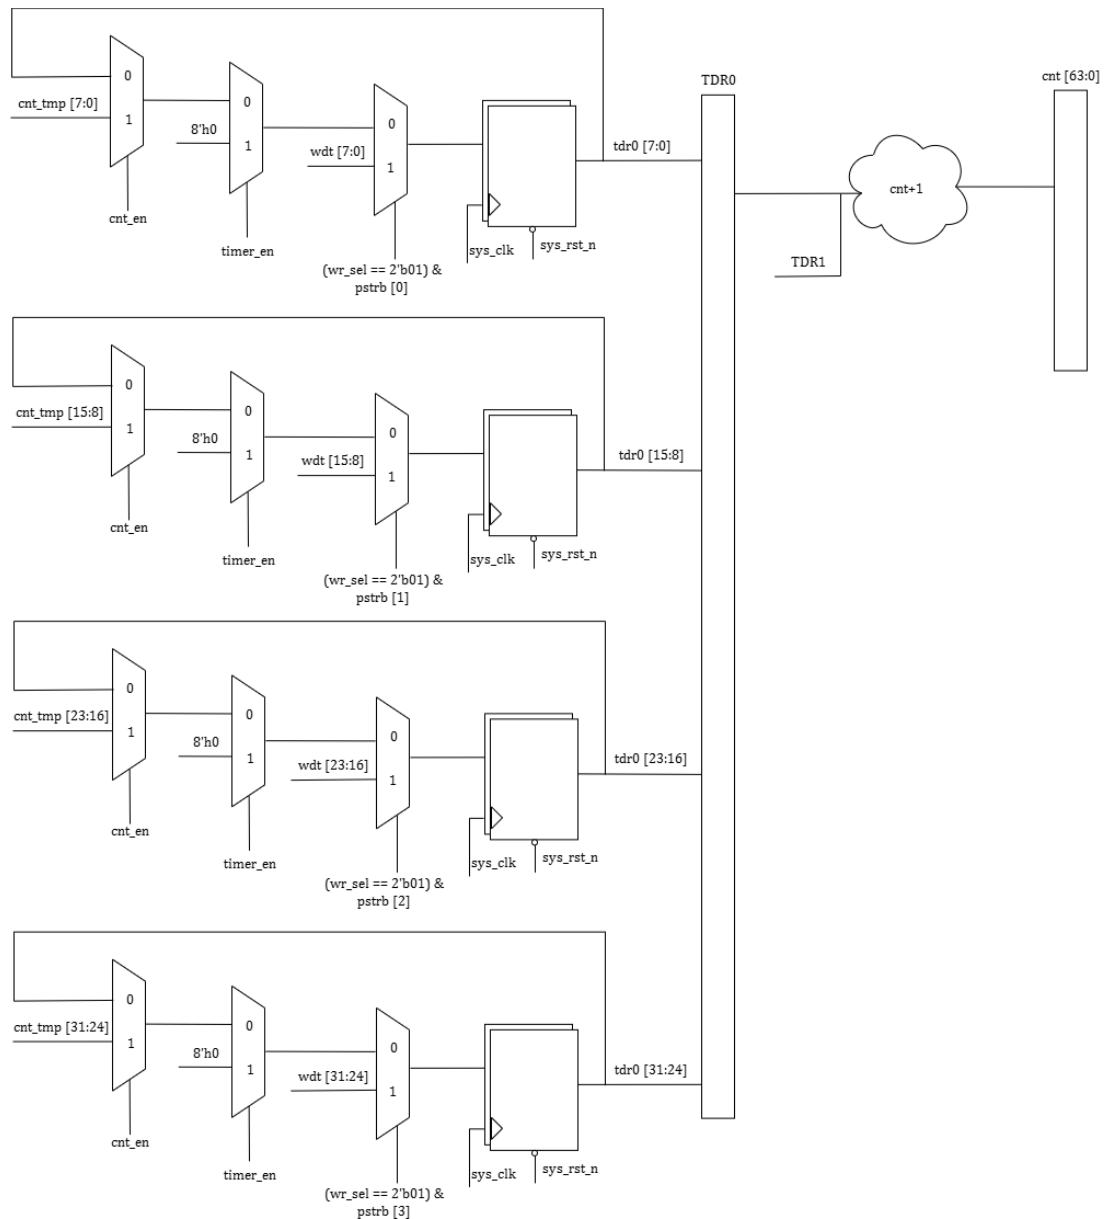 TDR0
cnt [63:0]
0
cnt_tmp [7:0]
1
0
8'h0
1
0
wdt [7:0]
1
tdr0 [7:0]
cnt+1
cnt_en
timer_en
sys_clk
sys_rst_n
(wr_sel == 2'b01) &
pstrb [0]
TDR1
0
cnt_tmp [15:8]
1
0
8'h0
1
0
wdt [15:8]
1
tdr0 [15:8]
cnt_en
timer_en
sys_clk
sys_rst_n
(wr_sel == 2'b01) &
pstrb [1]
0
cnt_tmp [23:16]
1
0
8'h0
1
0
wdt [23:16]
1
tdr0 [23:16]
cnt_en
timer_en
sys_clk
sys_rst_n
(wr_sel == 2'b01) &
pstrb [2]
0
cnt_tmp [31:24]
1
0
8'h0
1
0
wdt [31:24]
1
tdr0 [31:24]
cnt_en
timer_en
sys_clk
sys_rst_n
(wr_sel == 2'b01) &
pstrb [3]